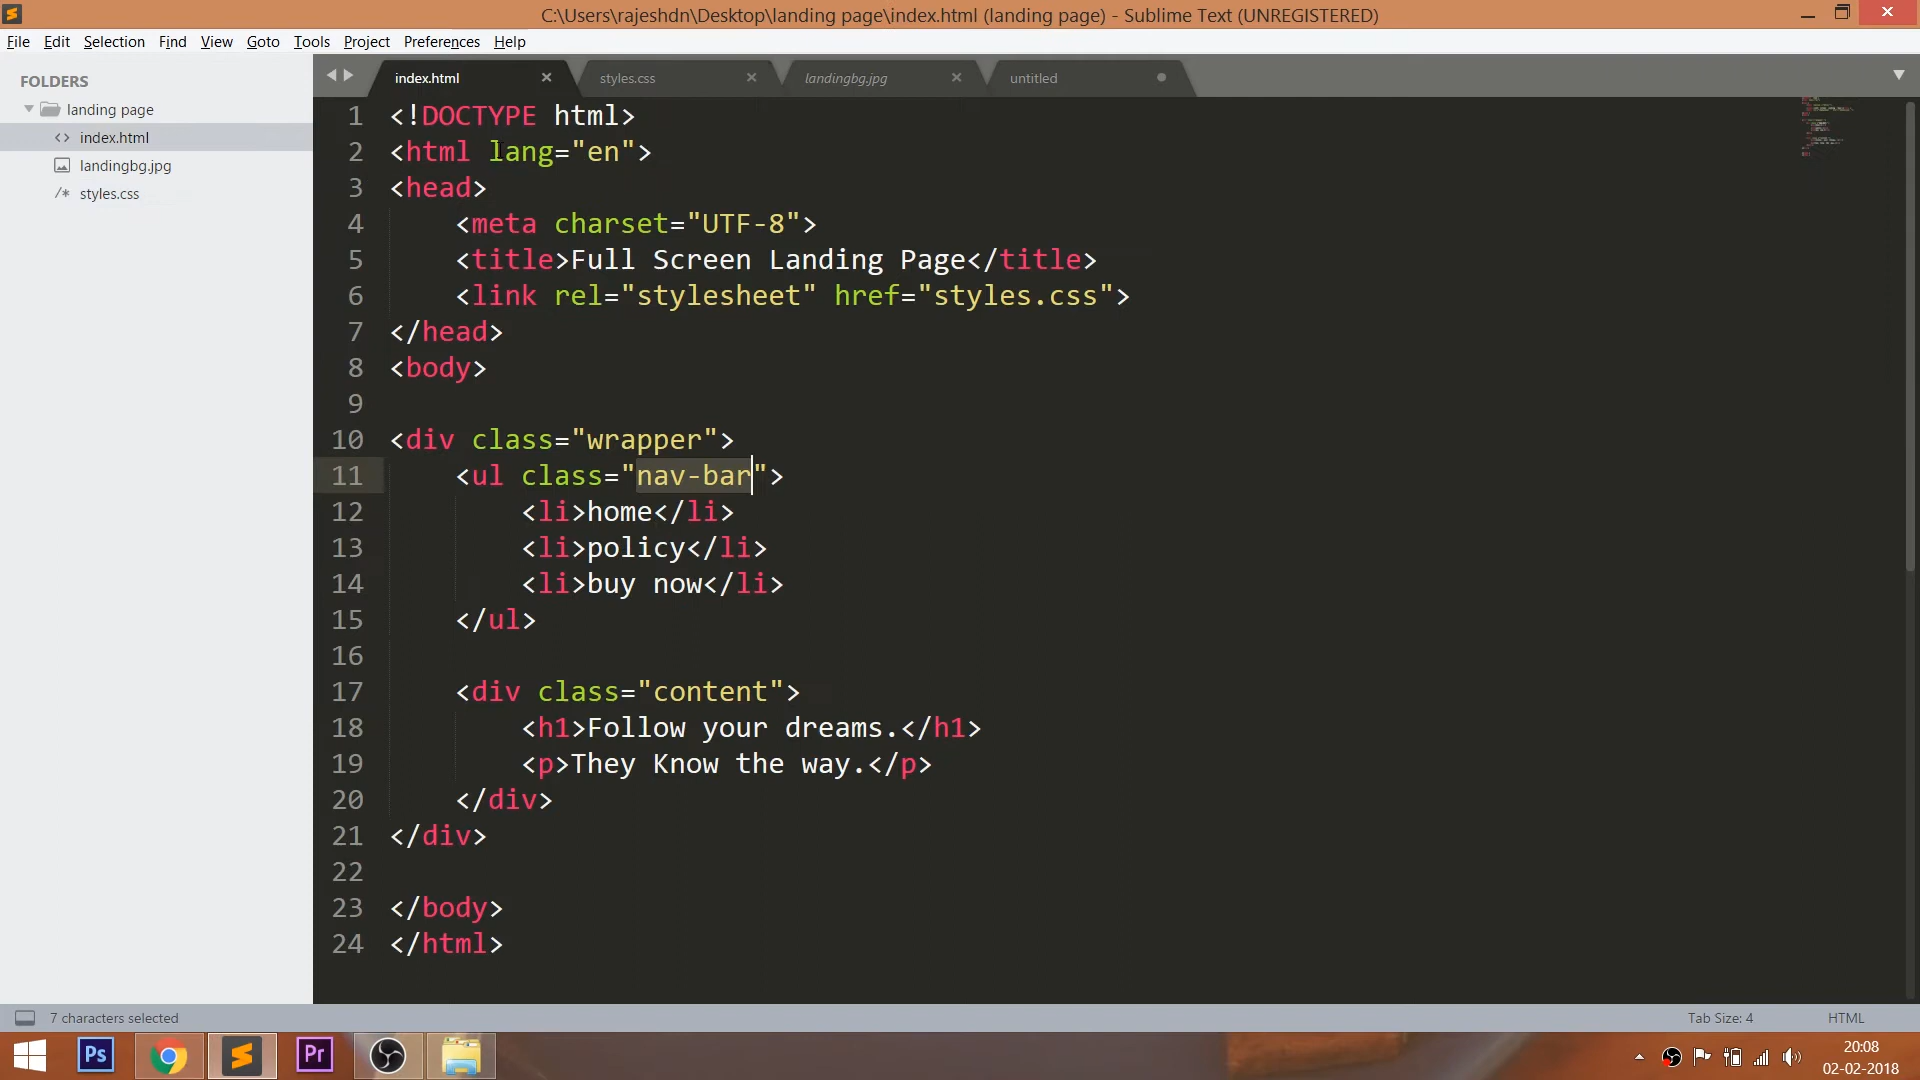 C:\Users\rajeshdn\Desktop\landing page\index.html (landing page) - Sublime Text (UNREGISTERED)
File Edit Selection Find View Goto Tools Project Preferences Help
FOLDERS
landing page
<> index.html
landingbg.jpg
/* styles.css
index.html styles.css landingbg.jpg untitled
1 <!DOCTYPE html>
2 <html lang="en">
3 <head>
4 <meta charset="UTF-8">
5 <title>Full Screen Landing Page</title>
6 <link rel="stylesheet" href="styles.css">
7 </head>
8 <body>
9
10 <div class="wrapper">
11 <ul class="nav-bar">
12 <li>home</li>
13 <li>policy</li>
14 <li>buy now</li>
15 </ul>
16
17 <div class="content">
18 <h1>Follow your dreams.</h1>
19 <p>They Know the way.</p>
20 </div>
21 </div>
22
23 </body>
24 </html>
7 characters selected Tab Size: 4 HTML
Ps Pr
20:08
02-02-2018